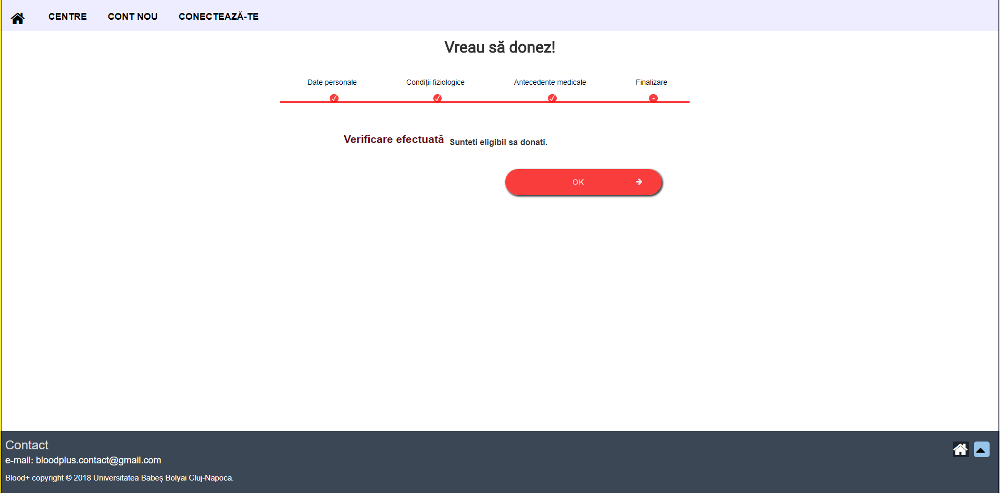 CENTRE CONT NOU CONECTEAZĂ-TE
Vreau să donez!
Date personale Condiții fiziologice Antecedente medicale Finalizare
Verificare efectuată Sunteti eligibil sa donati.
OK
Contact
e-mail: bloodplus.contact@gmail.com
Blood+ copyright © 2018 Universitatea Babeș Bolyai Cluj-Napoca.